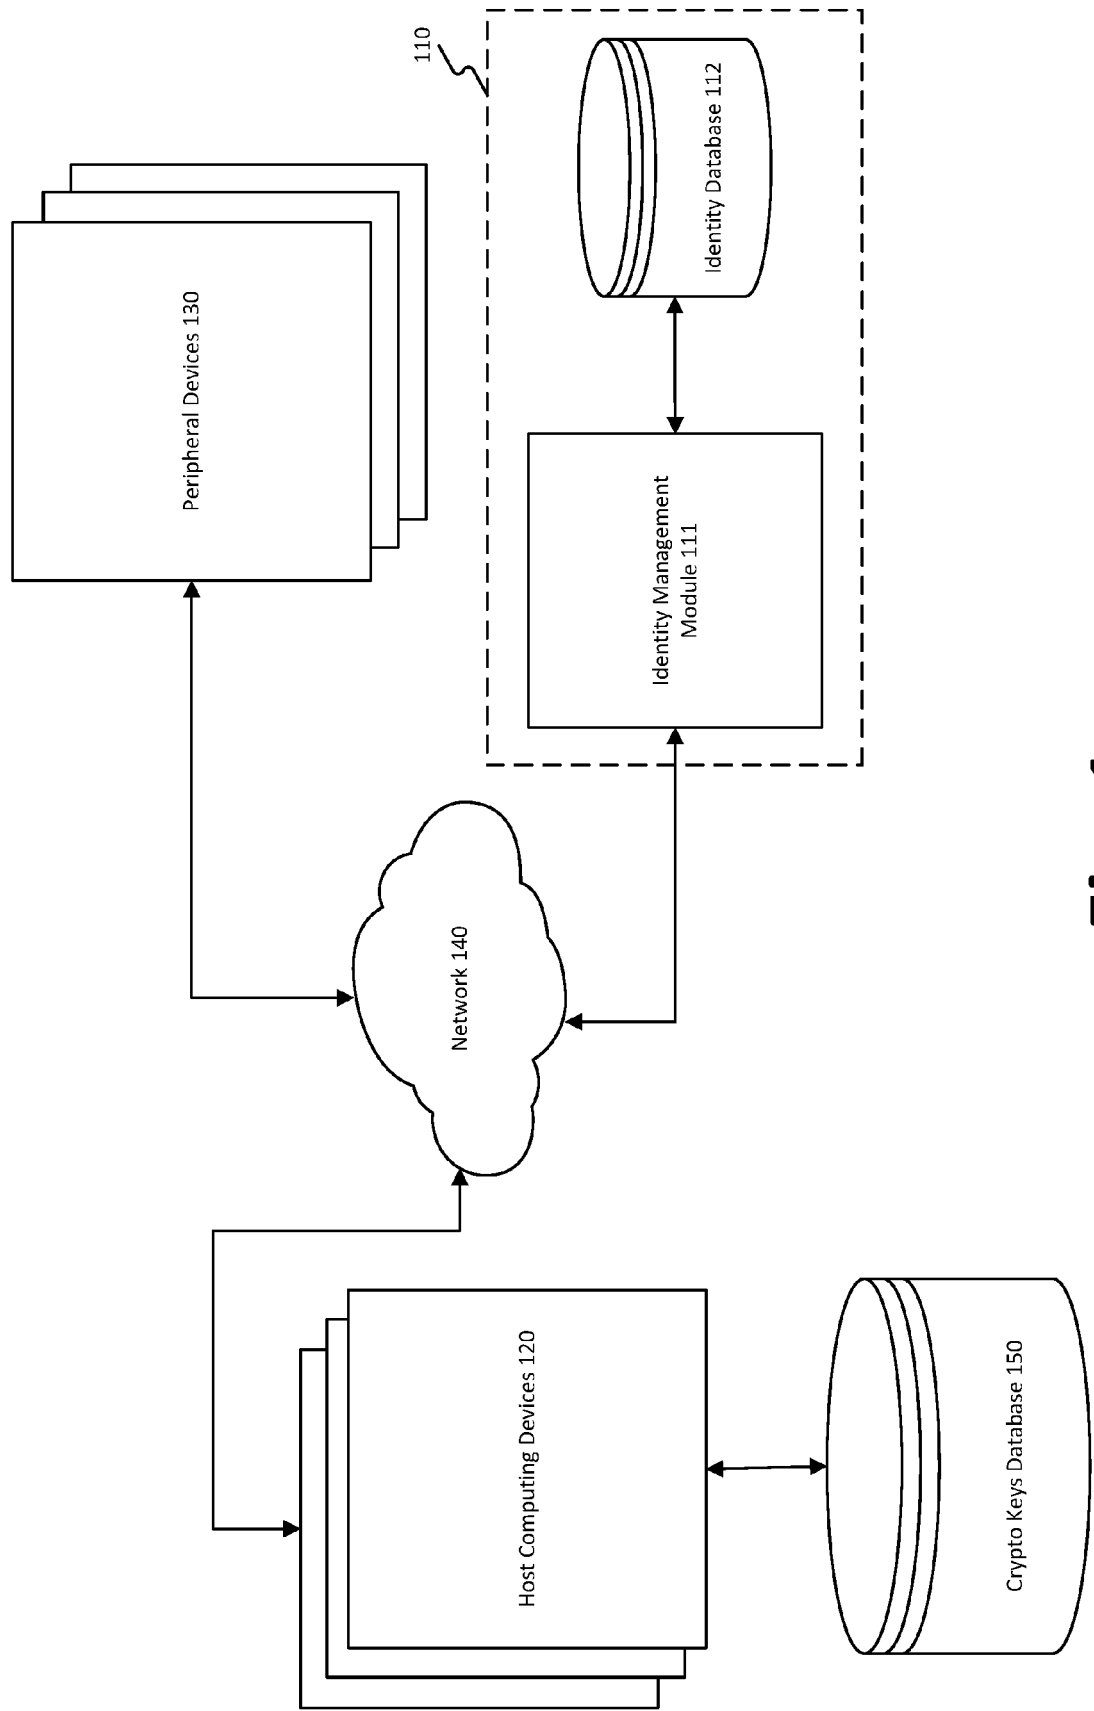 Peripheral Devices 130
110
Identity Database 112
Identity Management
Module 111
Network 140
Host Computing Devices 120
Crypto Keys Database 150